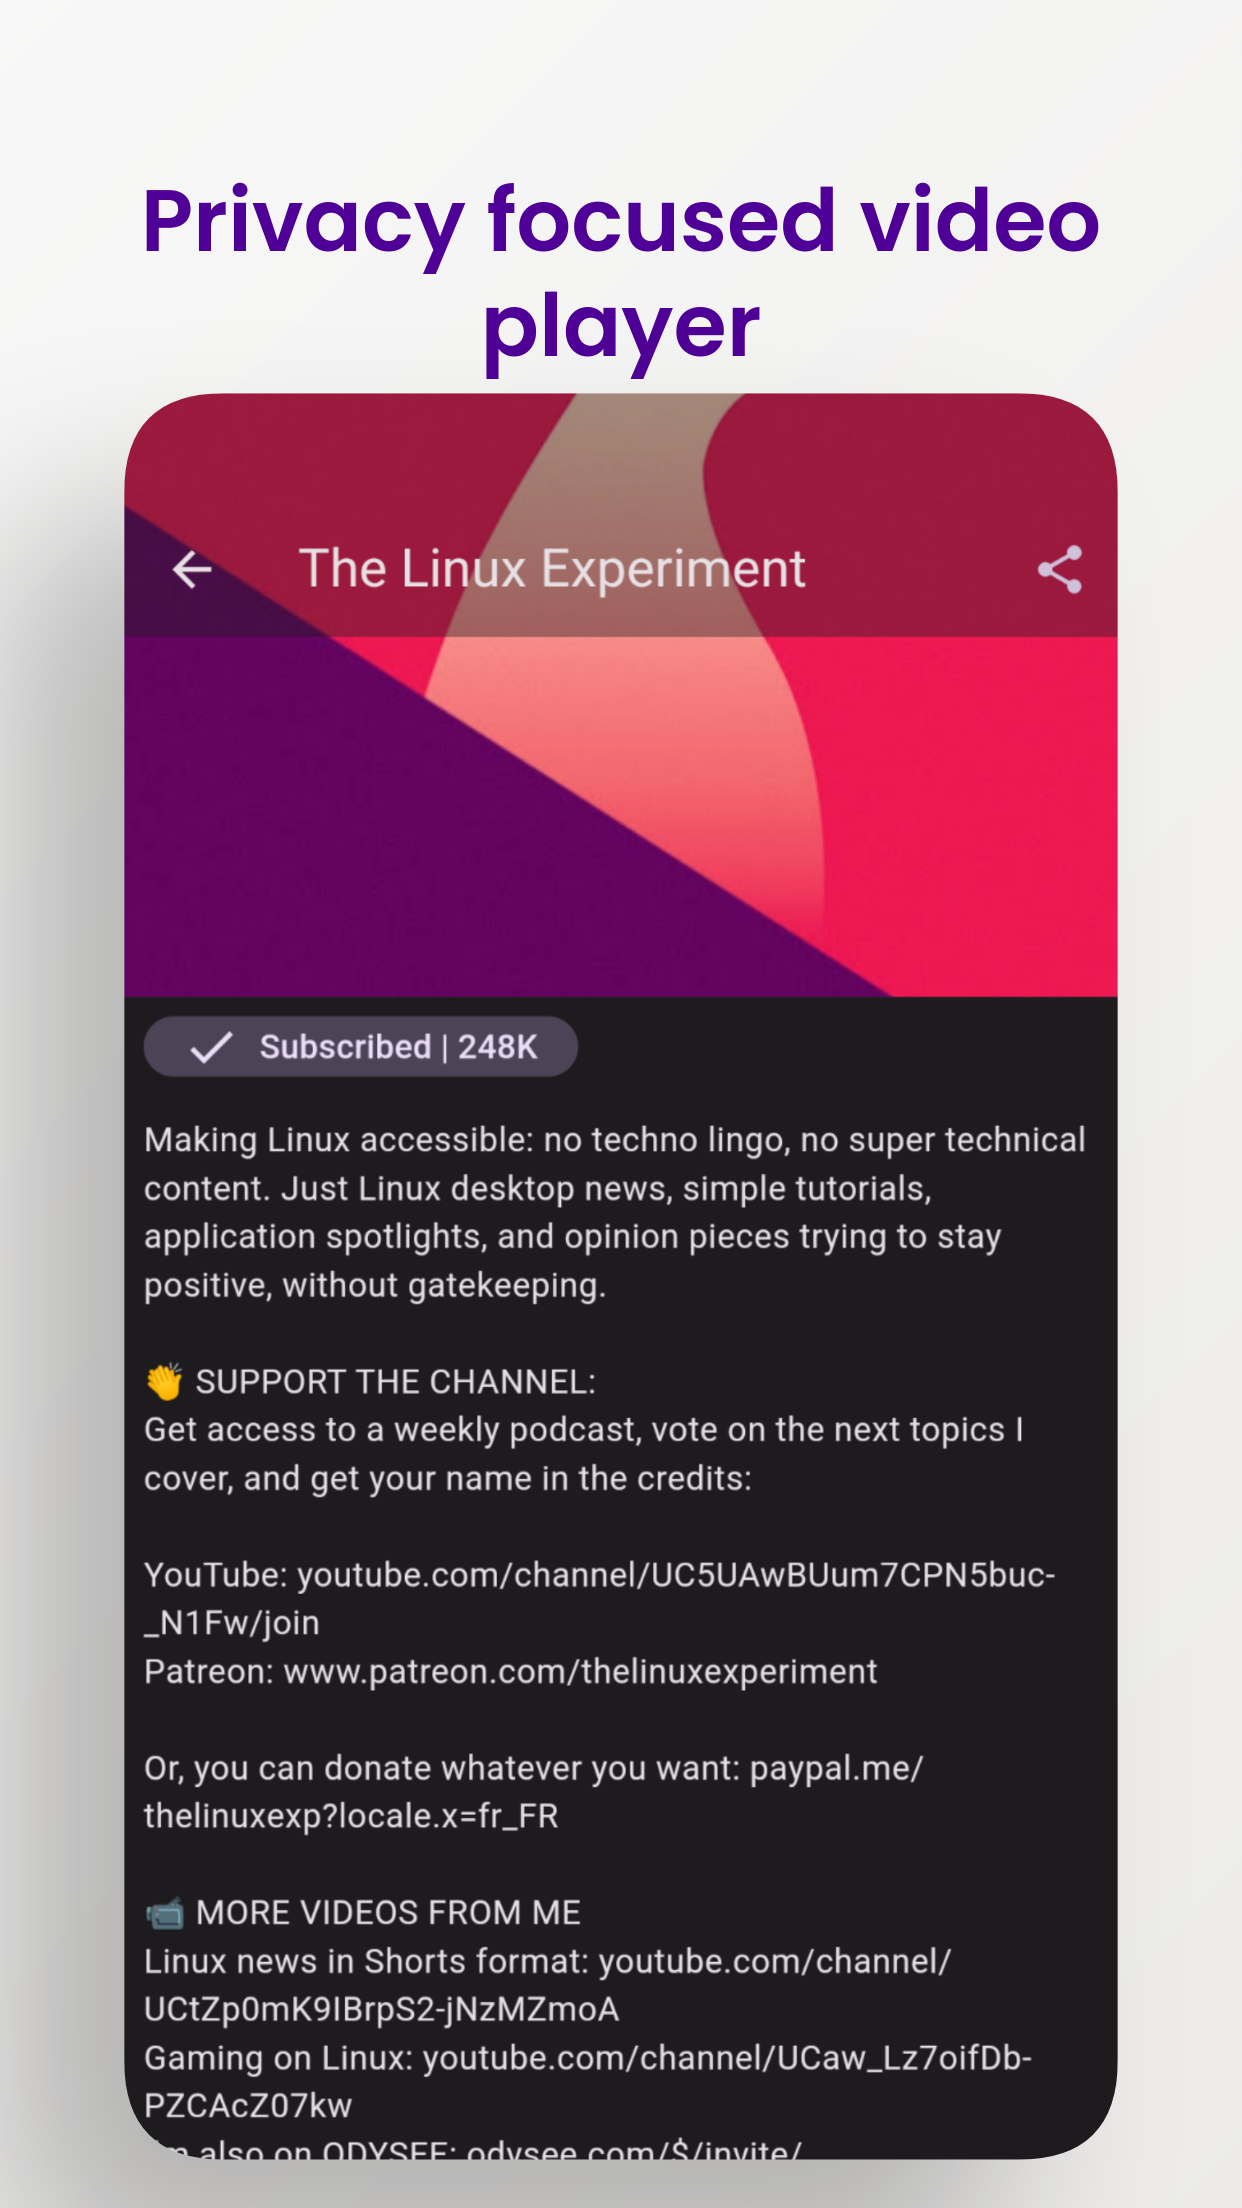 Privacy focused video
player
The Linux Experiment
Subscribed | 248K
Making Linux accessible: no techno lingo, no super technical
content. Just Linux desktop news, simple tutorials,
application spotlights, and opinion pieces trying to stay
positive, without gatekeeping.
👏 SUPPORT THE CHANNEL:
Get access to a weekly podcast, vote on the next topics I
cover, and get your name in the credits:
YouTube: youtube.com/channel/UC5UAwBUum7CPN5buc-
_N1Fw/join
Patreon: www.patreon.com/thelinuxexperiment
Or, you can donate whatever you want: paypal.me/
thelinuxexp?locale.x=fr_FR
📹 MORE VIDEOS FROM ME
Linux news in Shorts format: youtube.com/channel/
UCtZp0mK9IBrpS2-jNzMZmoA
Gaming on Linux: youtube.com/channel/UCaw_Lz7oifDb-
PZCAcZ07kw
I'm also on ODYSEE: odysee.com/$/invite/